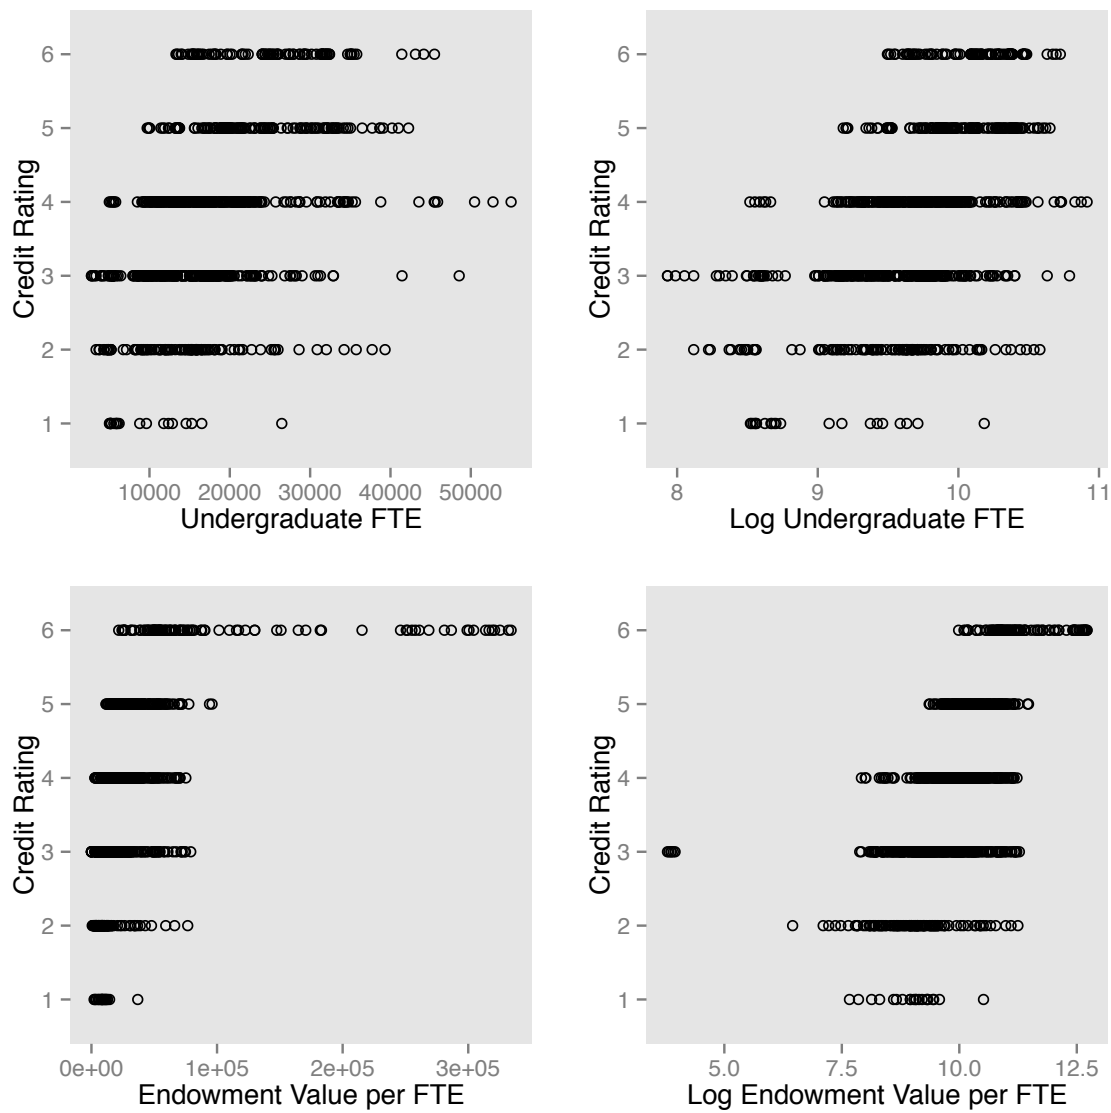 Credit Rating
6
5
4
3
2
1
10000 20000 30000 40000 50000
Undergraduate FTE
Credit Rating
6
5
4
3
2
1
8 9 10 11
Log Undergraduate FTE
Credit Rating
6
5
4
3
2
1
0e+00 1e+05 2e+05 3e+05
Endowment Value per FTE
Credit Rating
6
5
4
3
2
1
5.0 7.5 10.0 12.5
Log Endowment Value per FTE